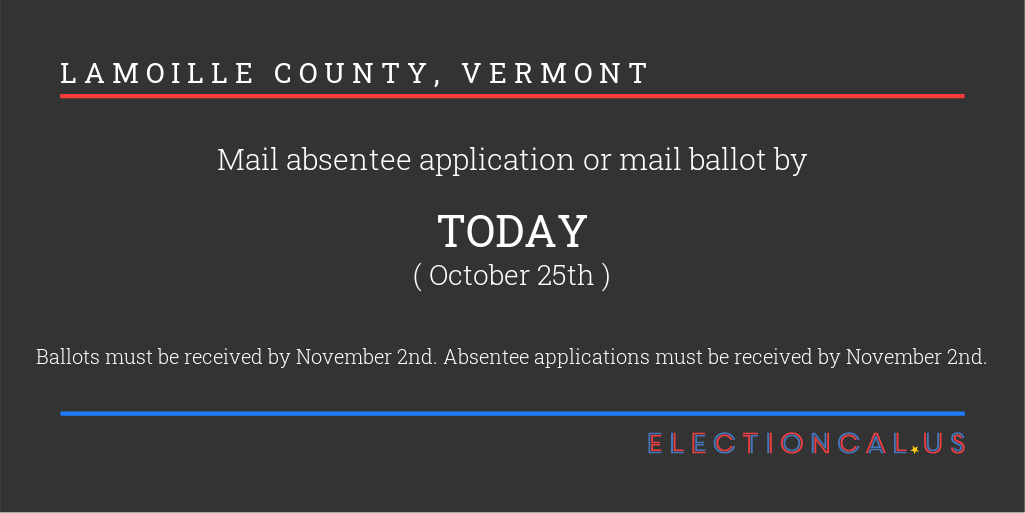 LAMOILLE COUNTY, VERMONT
Mail absentee application or mail ballot by
TODAY
( October 25th )
Ballots must be received by November 2nd. Absentee applications must be received by November 2nd.
ELECTIONCAL.US